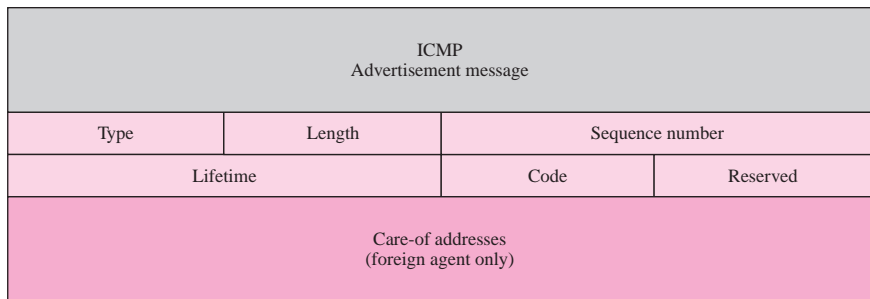 ICMP
Advertisement message
Type Length Sequence number
Lifetime Code Reserved
Care-of addresses
(foreign agent only)